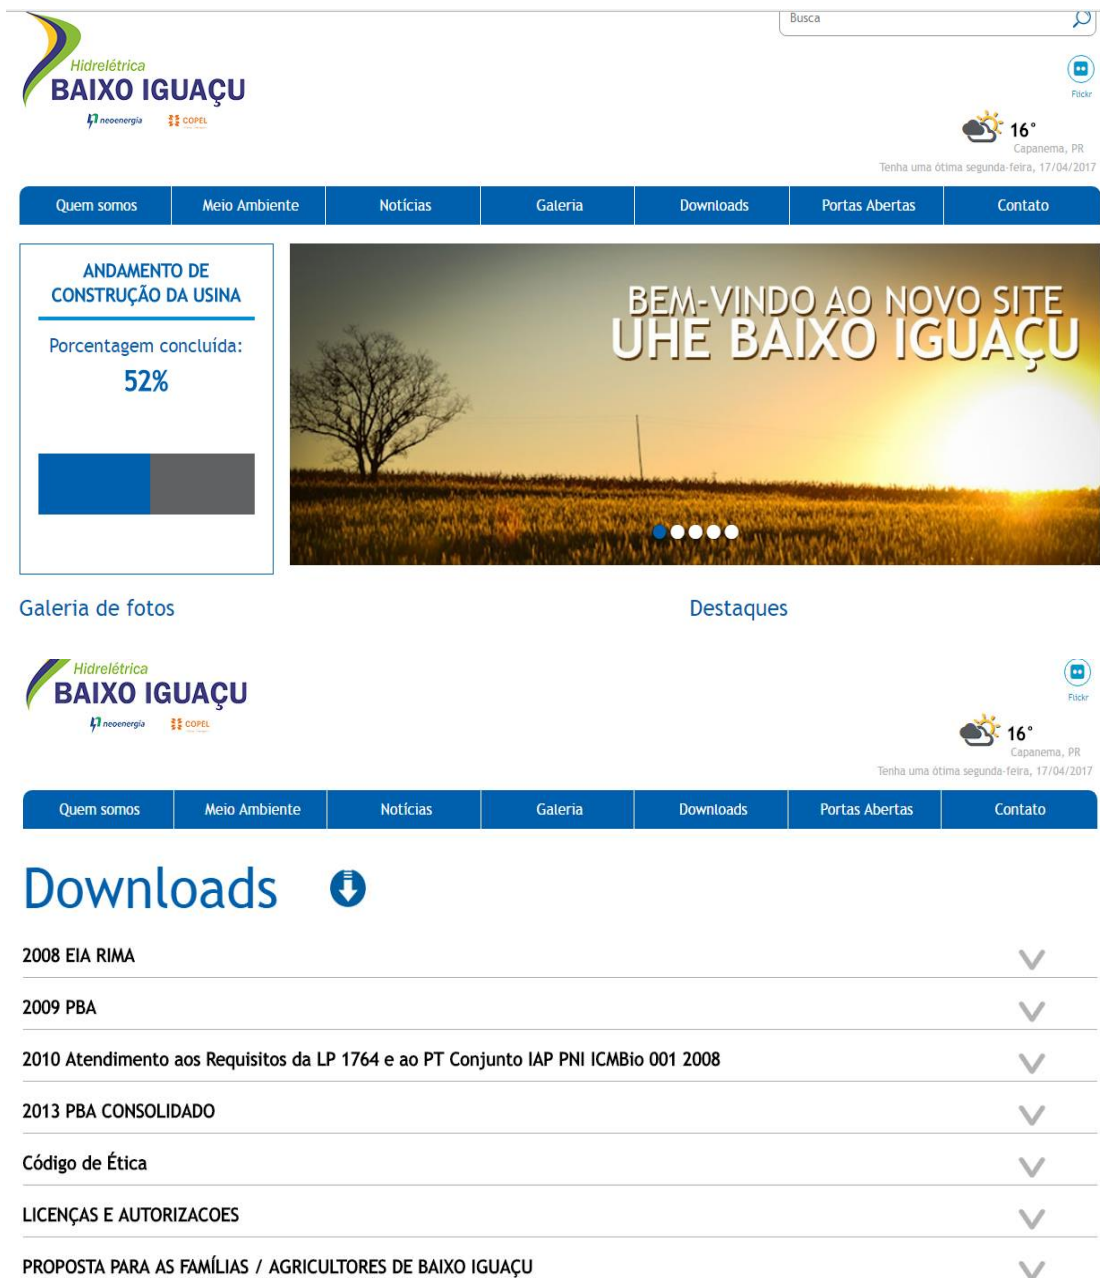 Busca
Hidrelétrica
BAIXO IGUAÇU
neoenergia COPEL
Flickr
16°
Capanema, PR
Tenha uma ótima segunda-feira, 17/04/2017
Quem somos Meio Ambiente Notícias Galeria Downloads Portas Abertas Contato
ANDAMENTO DE
CONSTRUÇÃO DA USINA
Porcentagem concluída:
52%
BEM-VINDO AO NOVO SITE
UHE BAIXO IGUAÇU
Galeria de fotos Destaques
Hidrelétrica
BAIXO IGUAÇU
neoenergia COPEL
Flickr
16°
Capanema, PR
Tenha uma ótima segunda-feira, 17/04/2017
Quem somos Meio Ambiente Notícias Galeria Downloads Portas Abertas Contato
Downloads
2008 EIA RIMA
2009 PBA
2010 Atendimento aos Requisitos da LP 1764 e ao PT Conjunto IAP PNI ICMBio 001 2008
2013 PBA CONSOLIDADO
Código de Ética
LICENÇAS E AUTORIZACOES
PROPOSTA PARA AS FAMÍLIAS / AGRICULTORES DE BAIXO IGUAÇU